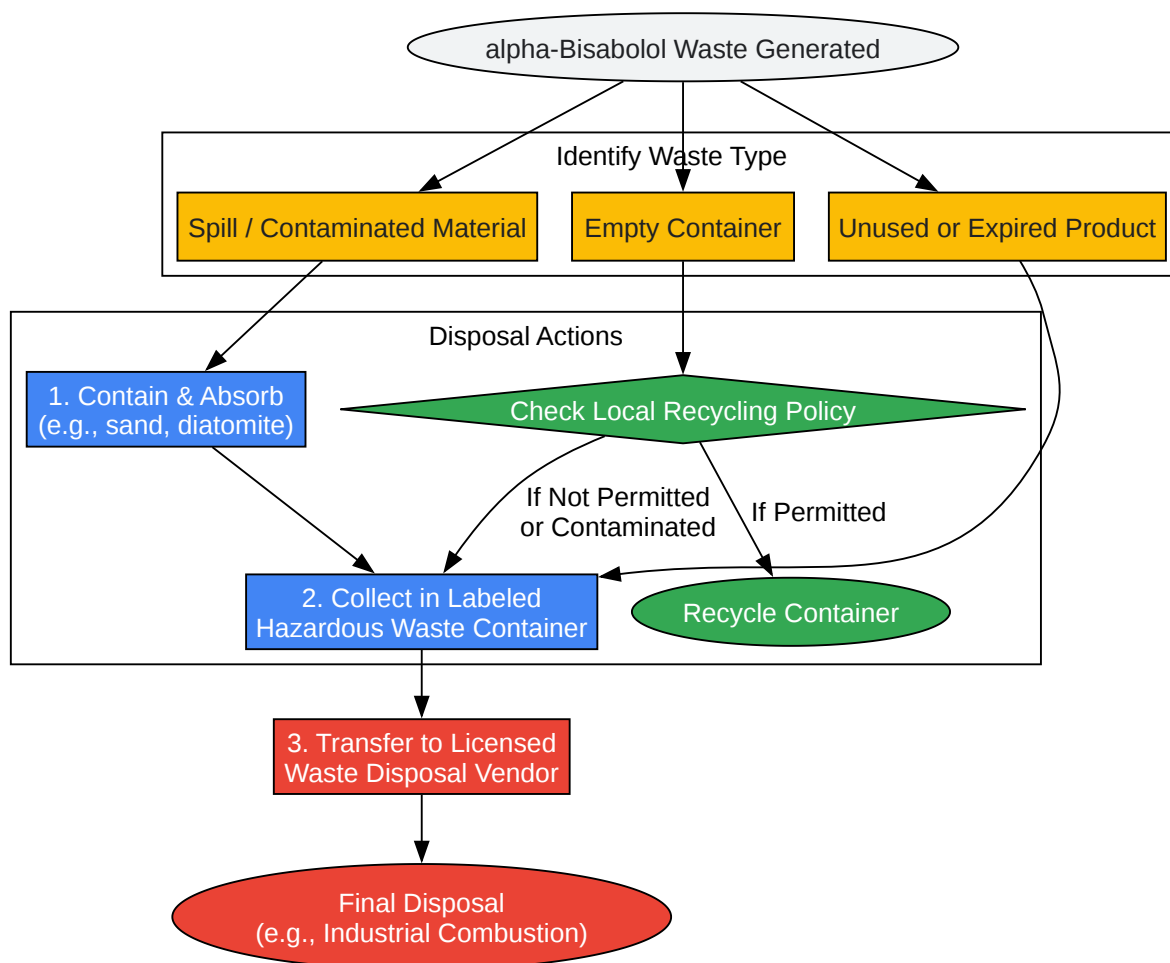 alpha-Bisabolol Waste Generated
Identify Waste Type
Spill / Contaminated Material
Empty Container
Unused or Expired Product
Disposal Actions
1. Contain & Absorb
(e.g., sand, diatomite)
Check Local Recycling Policy
If Not Permitted
or Contaminated
If Permitted
2. Collect in Labeled
Hazardous Waste Container
Recycle Container
3. Transfer to Licensed
Waste Disposal Vendor
Final Disposal
(e.g., Industrial Combustion)